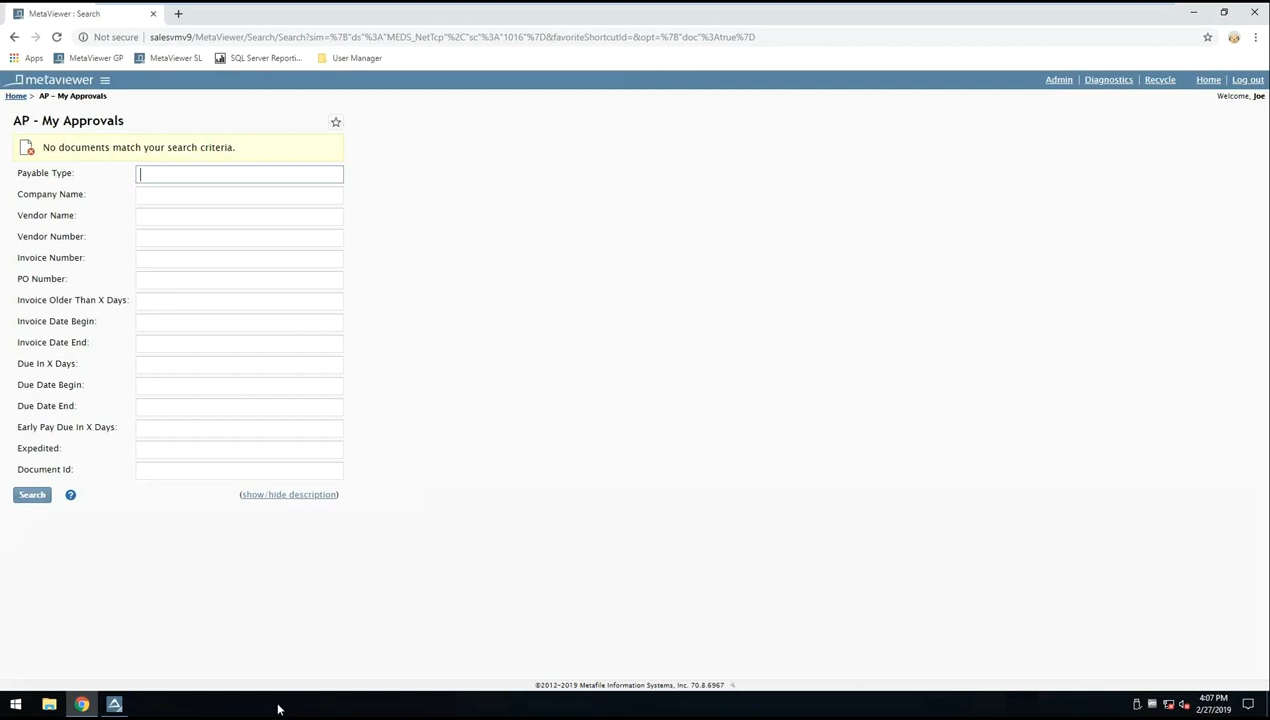 MetaViewer : Search
Not secure
salesvmv9/MetaViewer/Search/Search?sim=%7B"ds"%3A"MEDS_NetTcp"%2C"sc"%3A"1016"%7D&favoriteShortcutId=&opt=%7B"doc"%3Atrue%7D
Apps MetaViewer GP MetaViewer SL SQL Server Reporti... User Manager
metaviewer
Admin | Diagnostics | Recycle Home | Log out
Home > AP - My Approvals
Welcome, Joe
AP - My Approvals
No documents match your search criteria.
Payable Type:
Company Name:
Vendor Name:
Vendor Number:
Invoice Number:
PO Number:
Invoice Older Than X Days:
Invoice Date Begin:
Invoice Date End:
Due In X Days:
Due Date Begin:
Due Date End:
Early Pay Due In X Days:
Expedited:
Document Id:
Search
(show/hide description)
©2012-2019 Metafile Information Systems, Inc. 70.8.6967
4:07 PM
2/27/2019